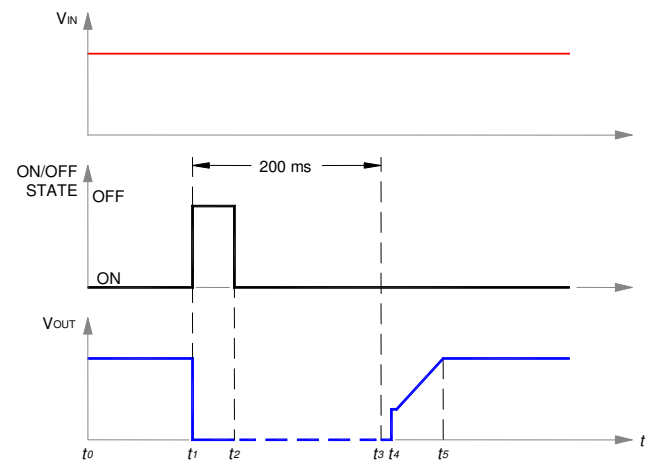 VIN
200 ms
ON/OFF
STATE
OFF
ON
VOUT
t
t0 t1 t2 t3 t4 t5